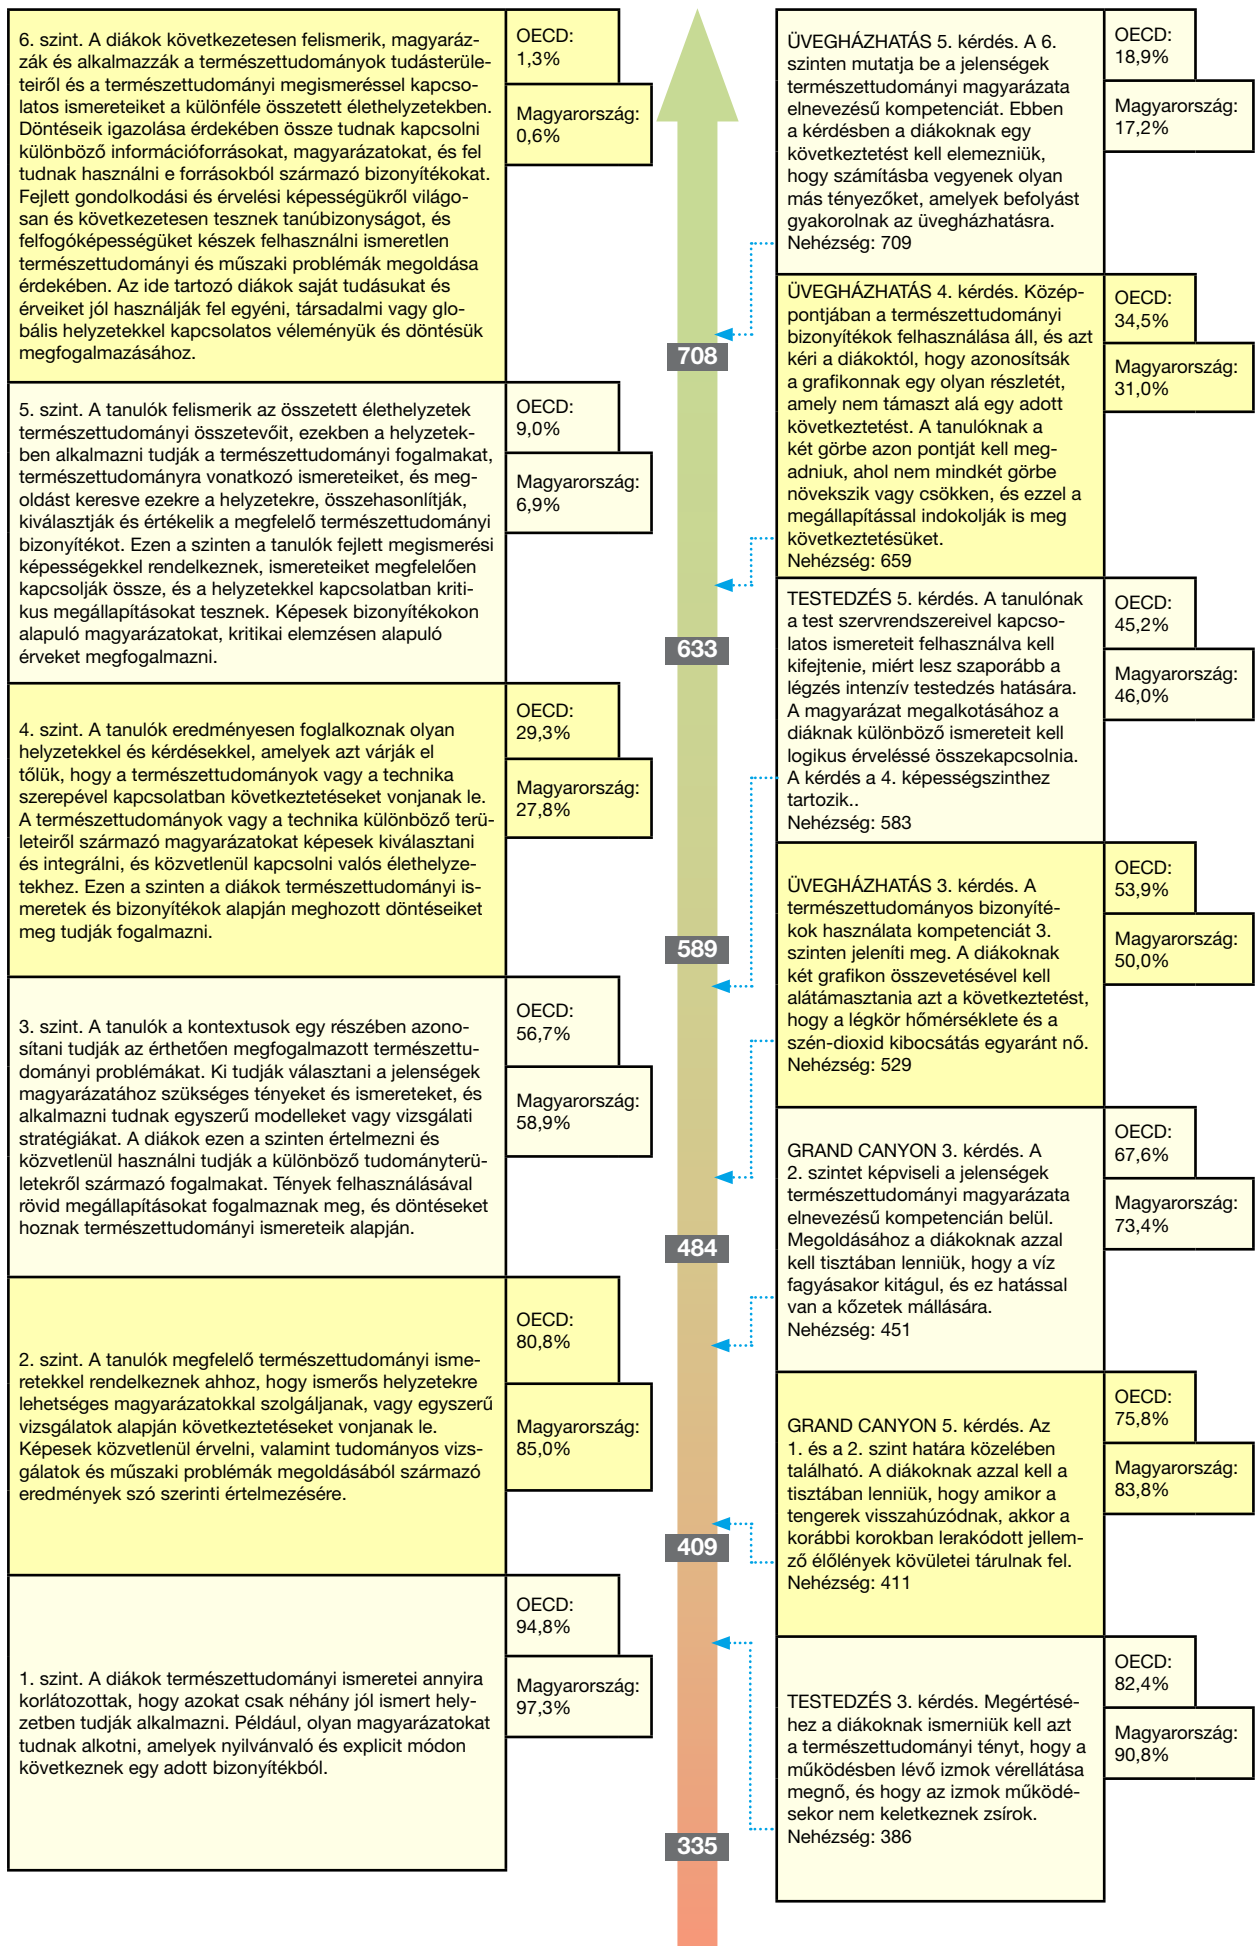 6. szint. A diákok következetesen felismerik, magyaráz-
zák és alkalmazzák a természettudományok tudásterüle-
teiről és a természettudományi megismeréssel kapcso-
latos ismereteiket a különféle összetett élethelyzetekben.
Döntéseik igazolása érdekében össze tudnak kapcsolni
különböző információforrásokat, magyarázatokat, és fel
tudnak használni e forrásokból származó bizonyítékokat.
Fejlett gondolkodási és érvelési képességükről világo-
san és következetesen tesznek tanúbizonyságot, és
felfogóképességüket készek felhasználni ismeretlen
természettudományi és műszaki problémák megoldása
érdekében. Az ide tartozó diákok saját tudásukat és
érveiket jól használják fel egyéni, társadalmi vagy glo-
bális helyzetekkel kapcsolatos véleményük és döntésük
megfogalmazásához.
OECD:
1,3%
Magyarország:
0,6%
5. szint. A tanulók felismerik az összetett élethelyzetek
természettudományi összetevőit, ezekben a helyzetek-
ben alkalmazni tudják a természettudományi fogalmakat,
természettudományra vonatkozó ismereteiket, és meg-
oldást keresve ezekre a helyzetekre, összehasonlítják,
kiválasztják és értékelik a megfelelő természettudományi
bizonyítékot. Ezen a szinten a tanulók fejlett megismerési
képességekkel rendelkeznek, ismereteiket megfelelően
kapcsolják össze, és a helyzetekkel kapcsolatban kriti-
kus megállapításokat tesznek. Képesek bizonyítékokon
alapuló magyarázatokat, kritikai elemzésen alapuló
érveket megfogalmazni.
OECD:
9,0%
Magyarország:
6,9%
4. szint. A tanulók eredményesen foglalkoznak olyan
helyzetekkel és kérdésekkel, amelyek azt várják el
tőlük, hogy a természettudományok vagy a technika
szerepével kapcsolatban következtetéseket vonjanak le.
A természettudományok vagy a technika különböző terü-
leteiről származó magyarázatokat képesek kiválasztani
és integrálni, és közvetlenül kapcsolni valós élethelyze-
tekhez. Ezen a szinten a diákok természettudományi is-
meretek és bizonyítékok alapján meghozott döntéseiket
meg tudják fogalmazni.
OECD:
29,3%
Magyarország:
27,8%
3. szint. A tanulók a kontextusok egy részében azono-
sítani tudják az érthetően megfogalmazott természettu-
dományi problémákat. Ki tudják választani a jelenségek
magyarázatához szükséges tényeket és ismereteket, és
alkalmazni tudnak egyszerű modelleket vagy vizsgálati
stratégiákat. A diákok ezen a szinten értelmezni és
közvetlenül használni tudják a különböző tudományterü-
letekről származó fogalmakat. Tények felhasználásával
rövid megállapításokat fogalmaznak meg, és döntéseket
hoznak természettudományi ismereteik alapján.
OECD:
56,7%
Magyarország:
58,9%
2. szint. A tanulók megfelelő természettudományi isme-
retekkel rendelkeznek ahhoz, hogy ismerős helyzetekre
lehetséges magyarázatokkal szolgáljanak, vagy egyszerű
vizsgálatok alapján következtetéseket vonjanak le.
Képesek közvetlenül érvelni, valamint tudományos vizs-
gálatok és műszaki problémák megoldásából származó
eredmények szó szerinti értelmezésére.
OECD:
80,8%
Magyarország:
85,0%
1. szint. A diákok természettudományi ismeretei annyira
korlátozottak, hogy azokat csak néhány jól ismert hely-
zetben tudják alkalmazni. Például, olyan magyarázatokat
tudnak alkotni, amelyek nyilvánvaló és explicit módon
következnek egy adott bizonyítékból.
OECD:
94,8%
Magyarország:
97,3%
708
633
589
484
409
335
ÜVEGHÁZHATÁS 5. kérdés. A 6.
szinten mutatja be a jelenségek
természettudományi magyarázata
elnevezésű kompetenciát. Ebben
a kérdésben a diákoknak egy
következtetést kell elemezniük,
hogy számításba vegyenek olyan
más tényezőket, amelyek befolyást
gyakorolnak az üvegházhatásra.
Nehézség: 709
OECD:
18,9%
Magyarország:
17,2%
ÜVEGHÁZHATÁS 4. kérdés. Közép-
pontjában a természettudományi
bizonyítékok felhasználása áll, és azt
kéri a diákoktól, hogy azonosítsák
a grafikonnak egy olyan részletét,
amely nem támaszt alá egy adott
következtetést. A tanulóknak a
két görbe azon pontját kell meg-
adniuk, ahol nem mindkét görbe
növekszik vagy csökken, és ezzel a
megállapítással indokolják is meg
következtetésüket.
Nehézség: 659
OECD:
34,5%
Magyarország:
31,0%
TESTEDZÉS 5. kérdés. A tanulónak
a test szervrendszereivel kapcso-
latos ismereteit felhasználva kell
kifejtenie, miért lesz szaporább a
légzés intenzív testedzés hatására.
A magyarázat megalkotásához a
diáknak különböző ismereteit kell
logikus érveléssé összekapcsolnia.
A kérdés a 4. képességszinthez
tartozik..
Nehézség: 583
OECD:
45,2%
Magyarország:
46,0%
ÜVEGHÁZHATÁS 3. kérdés. A
természettudományos bizonyíté-
kok használata kompetenciát 3.
szinten jeleníti meg. A diákoknak
két grafikon összevetésével kell
alátámasztania azt a következtetést,
hogy a légkör hőmérséklete és a
szén-dioxid kibocsátás egyaránt nő.
Nehézség: 529
OECD:
53,9%
Magyarország:
50,0%
GRAND CANYON 3. kérdés. A
2. szintet képviseli a jelenségek
természettudományi magyarázata
elnevezésű kompetencián belül.
Megoldásához a diákoknak azzal
kell tisztában lenniük, hogy a víz
fagyásakor kitágul, és ez hatással
van a kőzetek mállására.
Nehézség: 451
OECD:
67,6%
Magyarország:
73,4%
GRAND CANYON 5. kérdés. Az
1. és a 2. szint határa közelében
található. A diákoknak azzal kell a
tisztában lenniük, hogy amikor a
tengerek visszahúzódnak, akkor a
korábbi korokban lerakódott jellem-
ző élőlények kövületei tárulnak fel.
Nehézség: 411
OECD:
75,8%
Magyarország:
83,8%
TESTEDZÉS 3. kérdés. Megértésé-
hez a diákoknak ismerniük kell azt
a természettudományi tényt, hogy a
működésben lévő izmok vérellátása
megnő, és hogy az izmok működé-
sekor nem keletkeznek zsírok.
Nehézség: 386
OECD:
82,4%
Magyarország:
90,8%